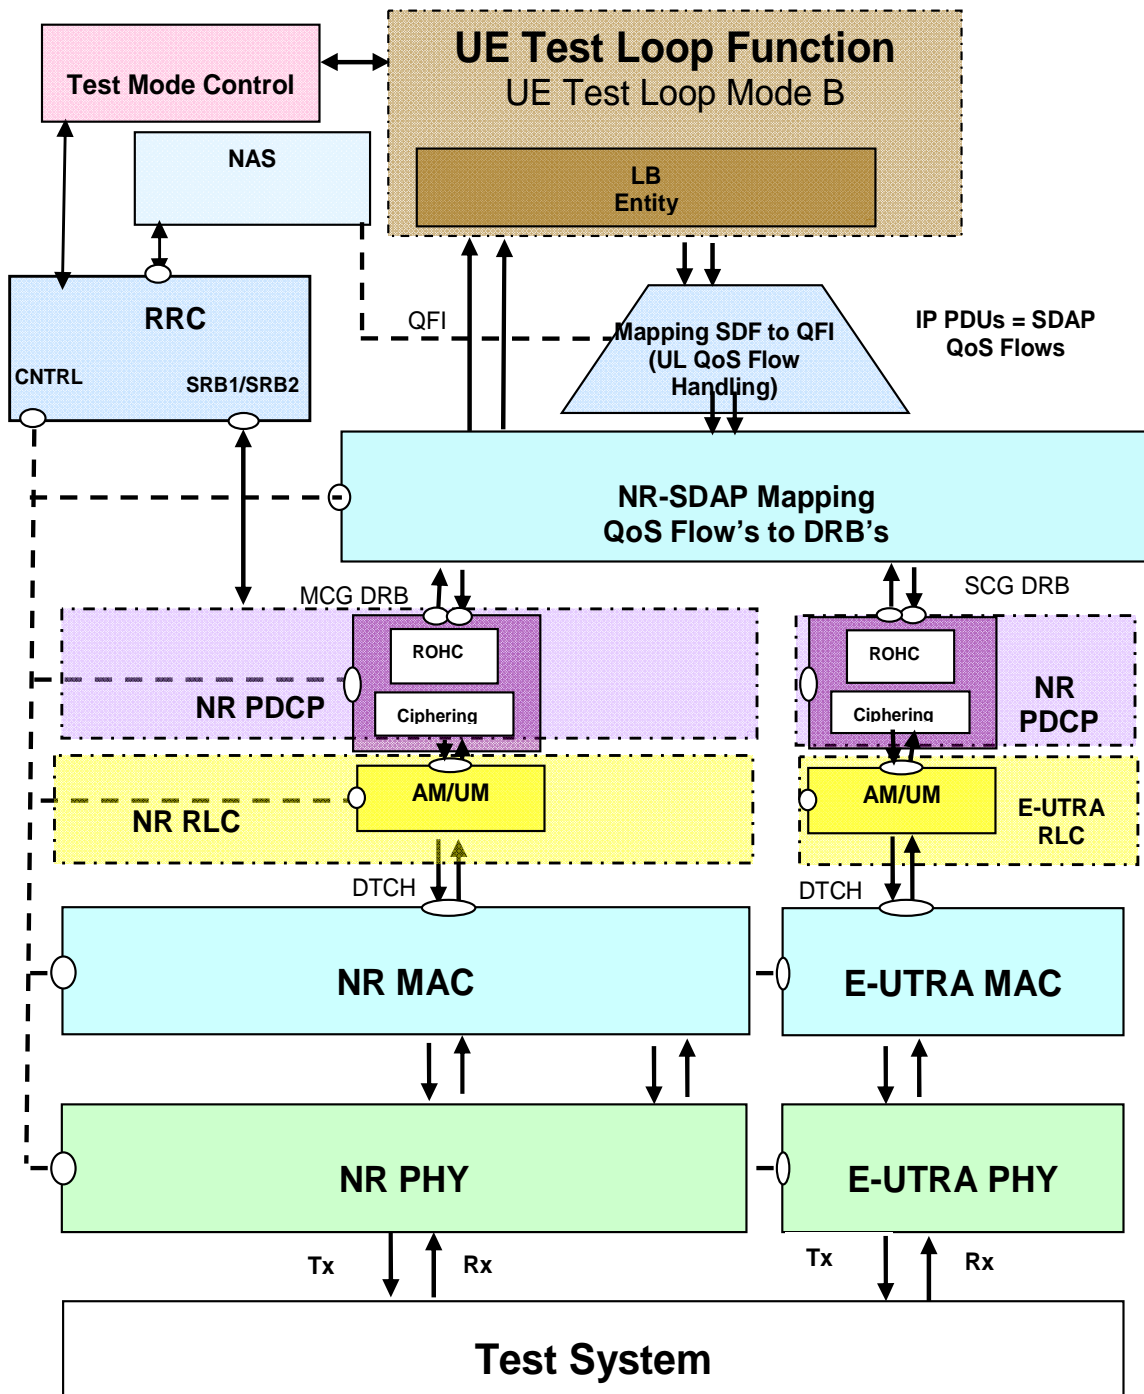 UE Test Loop Function
UE Test Loop Mode B
Test Mode Control
NAS
LB
Entity
RRC
CNTRL
SRB1/SRB2
QFI
Mapping SDF to QFI
(UL QoS Flow
Handling)
IP PDUs = SDAP
QoS Flows
NR-SDAP Mapping
QoS Flow's to DRB's
MCG DRB
SCG DRB
ROHC
Ciphering
NR PDCP
ROHC
Ciphering
NR
PDCP
AM/UM
NR RLC
AM/UM
E-UTRA
RLC
DTCH
DTCH
NR MAC
E-UTRA MAC
NR PHY
E-UTRA PHY
Tx
Rx
Tx
Rx
Test System